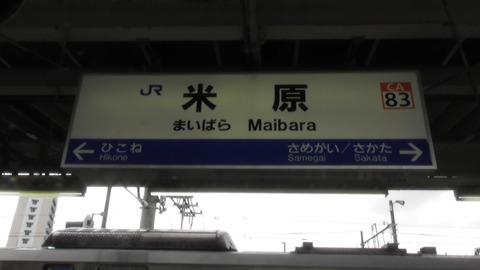 JR 米原 CA
83
まいばら Maibara
← ひこね さめがい/さかた →
Hikone Samegai Sakata